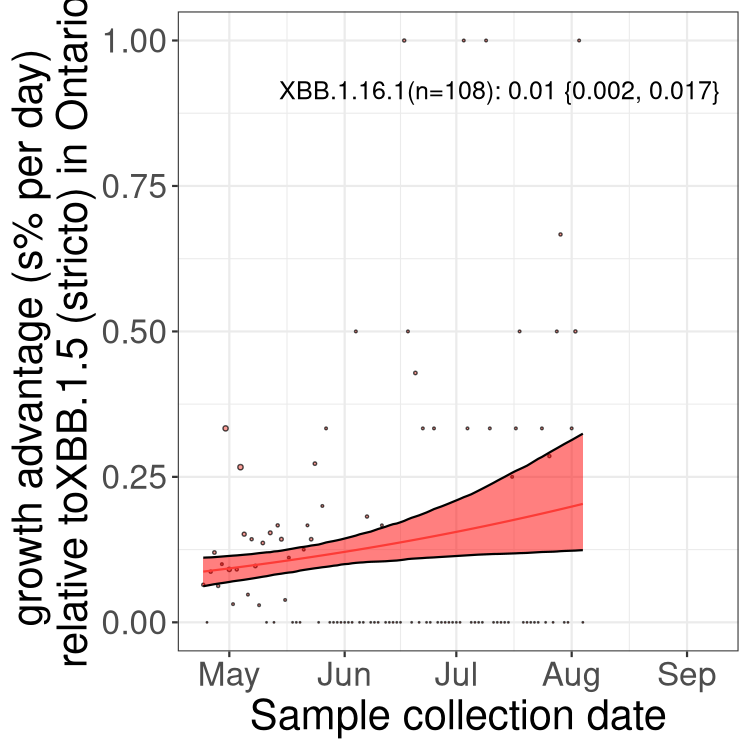 growth advantage (s% per day)
relative toXBB.1.5 (stricto) in Ontario
1.00
XBB.1.16.1(n=108): 0.01 {0.002, 0.017}
0.75
0.50
0.25
0.00
May Jun Jul Aug Sep
Sample collection date